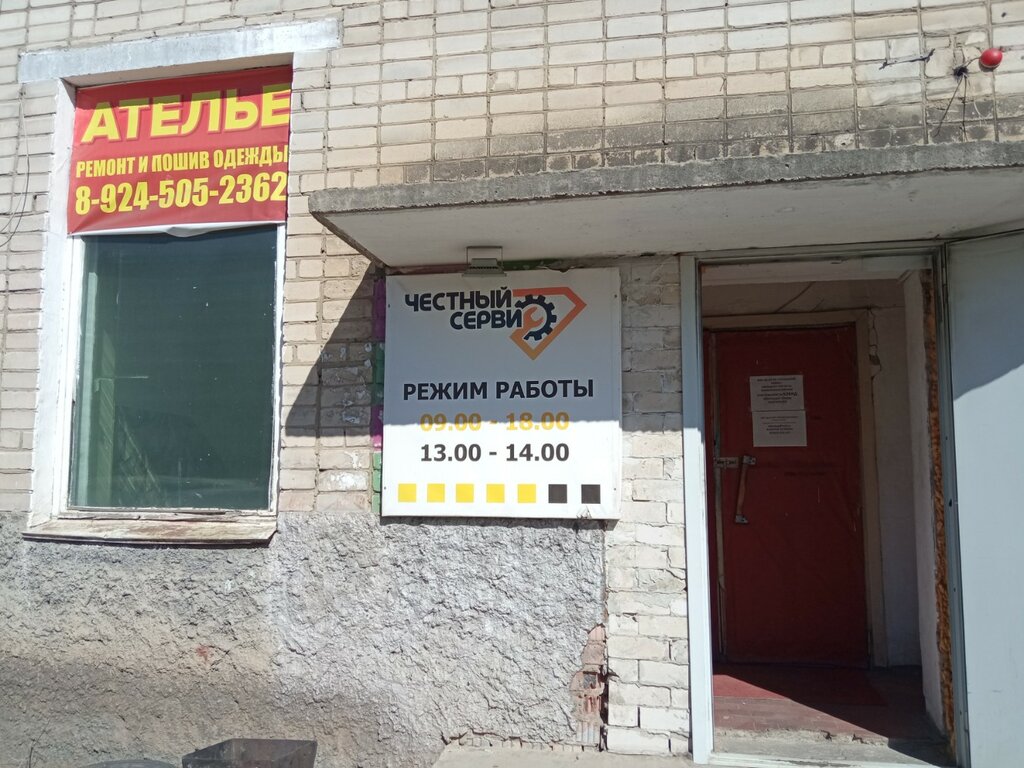 АТЕЛЬЕ
РЕМОНТ И ПОШИВ ОДЕЖДЫ
8-924-505-2362
ЧЕСТНЫЙ
СЕРВИ
РЕЖИМ РАБОТЫ
09.00 - 18.00
13.00 - 14.00